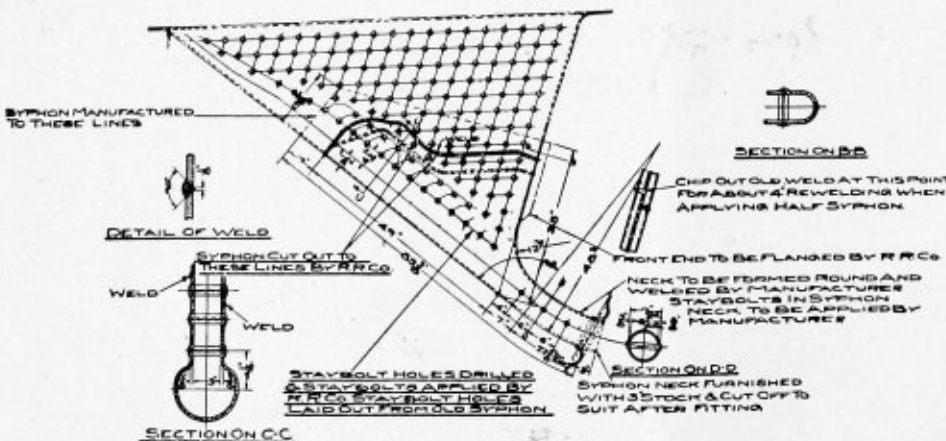 SYPHON MANUFACTURED
TO THESE LINES
DETAIL OF WELD
SYPHON CUT OUT TO
THESE LINES BY R.R.CO
WELD
WELD
SECTION ON C-C
STAYBOLT HOLES DRILLED
& STAYBOLTS APPLIED BY
R.R.CO STAYBOLT HOLES
LAID OUT FROM OLD SYPHON
SECTION ON B-B
CHIP OUT OLD WELD AT THIS POINT
FOR ABOUT 4" REWELDING WHEN
APPLYING HALF SYPHON.
FRONT END TO BE FLANGED BY R.R.CO
NECK TO BE FORMED ROUND AND
WELDED BY MANUFACTURER
STAYBOLTS IN SYPHON
NECK TO BE APPLIED BY
MANUFACTURER
SECTION ON D-D
SYPHON NECK FURNISHED
WITH 3" STOCK & CUT OFF TO
SUIT AFTER FITTING